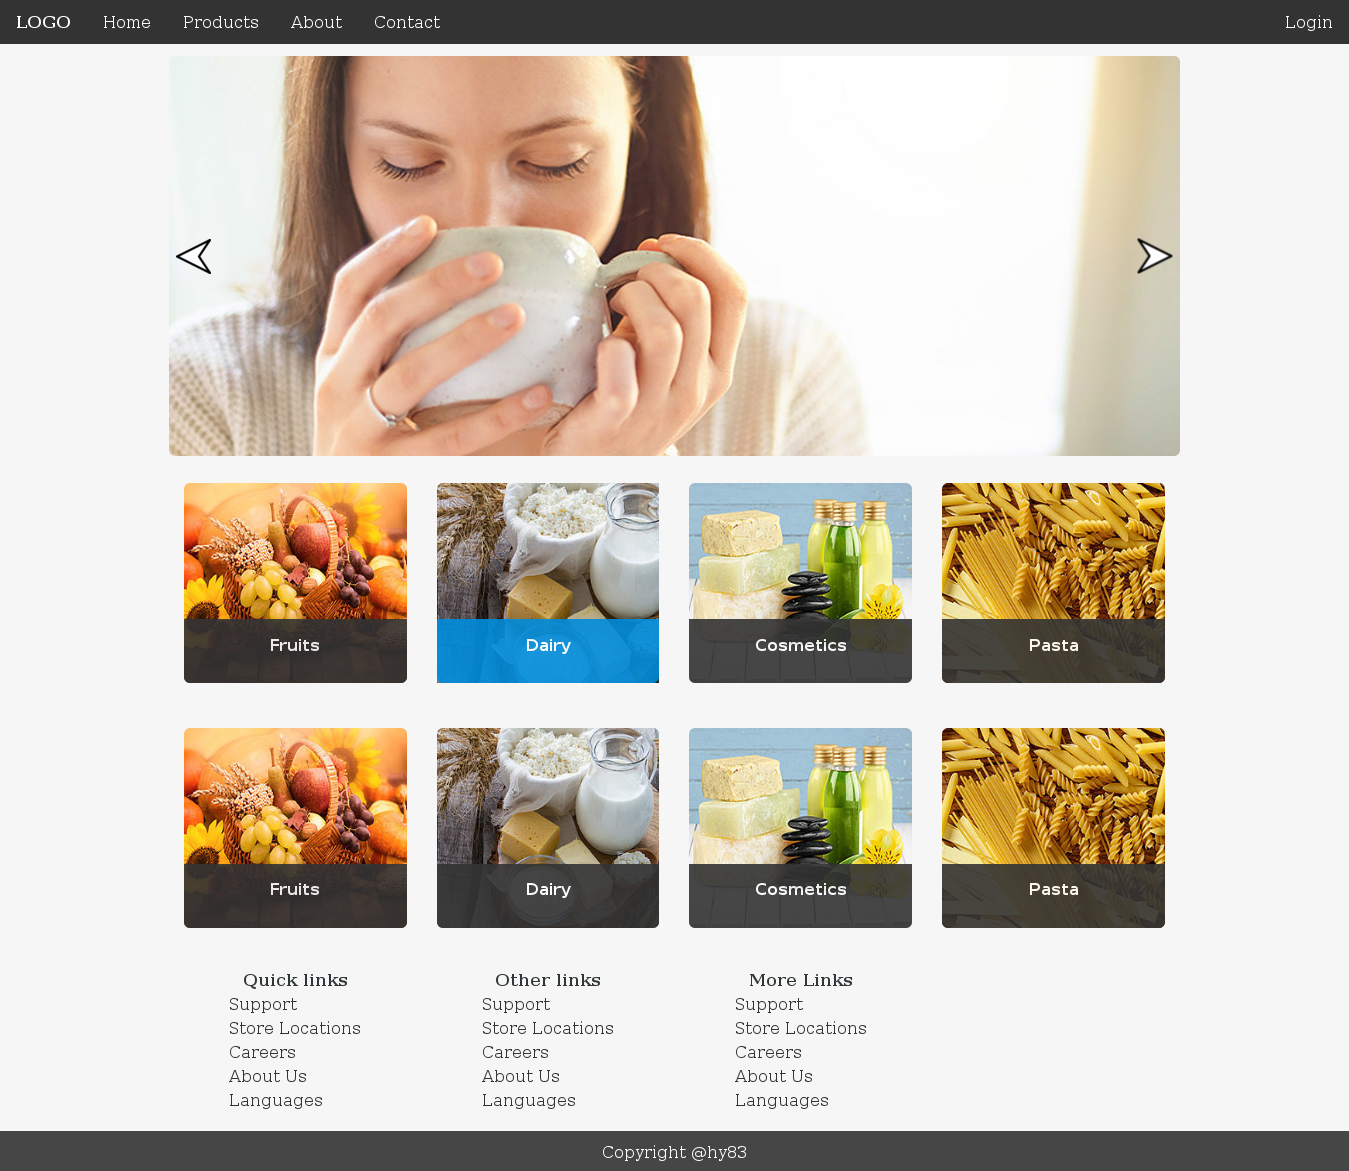 LOGO Home Products About Contact Login
Fruits Dairy Cosmetics Pasta
Fruits Dairy Cosmetics Pasta
Quick links
Support
Store Locations
Careers
About Us
Languages
Other links
Support
Store Locations
Careers
About Us
Languages
More Links
Support
Store Locations
Careers
About Us
Languages
Copyright @hy83